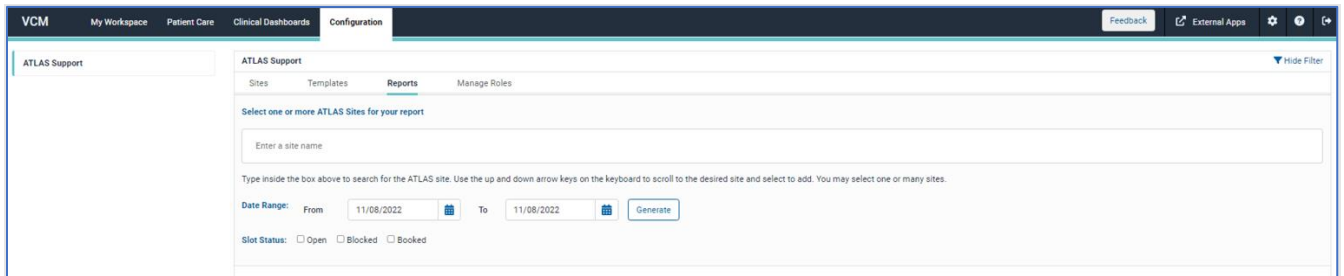 VCM My Workspace Patient Care Clinical Dashboards Configuration Feedback External Apps
ATLAS Support
ATLAS Support Hide Filter
Sites Templates Reports Manage Roles
Select one or more ATLAS Sites for your report
Enter a site name
Type inside the box above to search for the ATLAS site. Use the up and down arrow keys on the keyboard to scroll to the desired site and select to add. You may select one or many sites.
Date Range: From 11/08/2022 To 11/08/2022 Generate
Slot Status: Open Blocked Booked